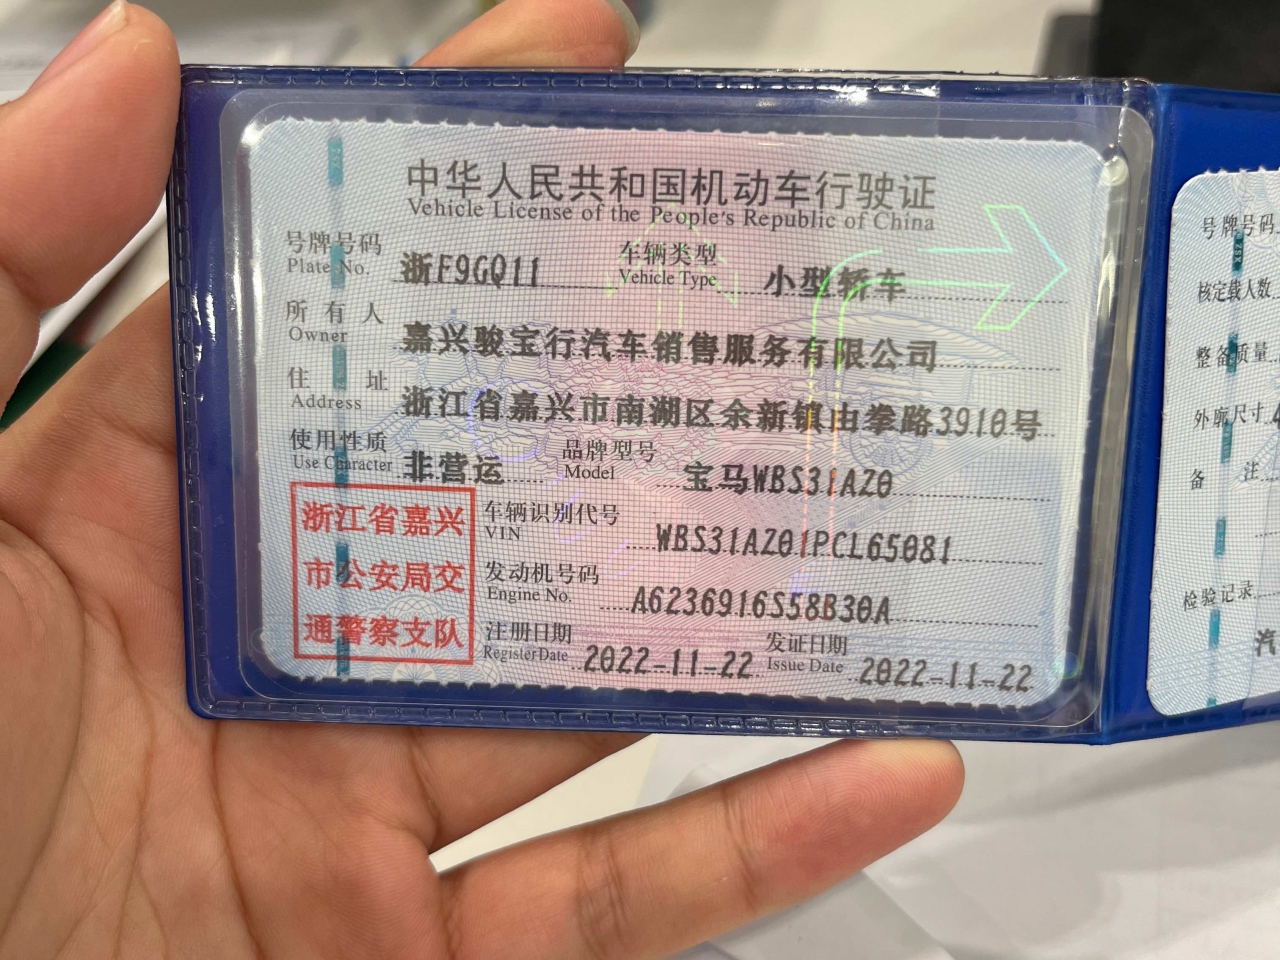 中华人民共和国机动车行驶证
Vehicle License of the People's Republic of China
号牌号码 浙F9GQ11 车辆类型 小型轿车
Plate No. Vehicle Type
所有人 嘉兴骏宝行汽车销售服务有限公司
Owner
住址 浙江省嘉兴市南湖区余新镇由拳路3910号
Address
使用性质 非营运 品牌型号 宝马WBS31AZ0
Use Character Model
浙江省嘉兴
市公安局交
通警察支队
车辆识别代号 WBS31AZ01PCL65081
VIN
发动机号码 A6236916S58B30A
Engine No.
注册日期 2022-11-22 发证日期 2022-11-22
Register Date Issue Date
号牌号码
核定载人数
整备质量
外廓尺寸
备注
检验记录
汽